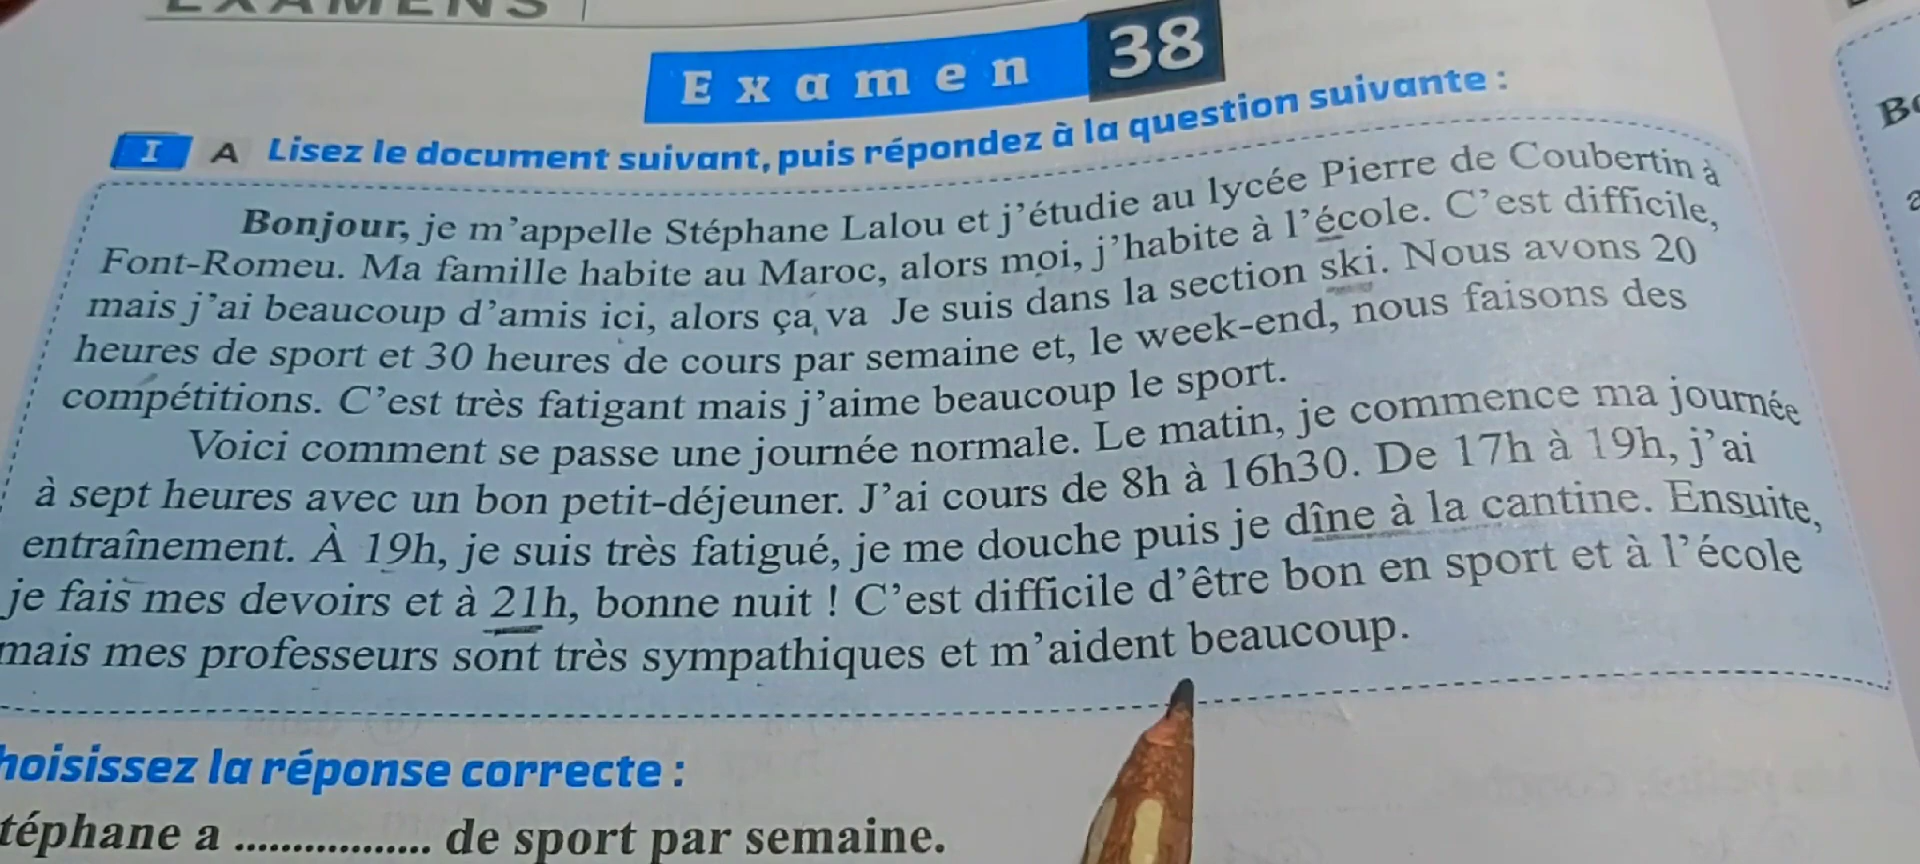 EXAMENS
Examen 38
I A Lisez le document suivant, puis répondez à la question suivante :
Bonjour, je m'appelle Stéphane Lalou et j'étudie au lycée Pierre de Coubertin à
Font-Romeu. Ma famille habite au Maroc, alors moi, j'habite à l'école. C'est difficile,
mais j'ai beaucoup d'amis ici, alors ça va Je suis dans la section ski. Nous avons 20
heures de sport et 30 heures de cours par semaine et, le week-end, nous faisons des
compétitions. C'est très fatigant mais j'aime beaucoup le sport.
Voici comment se passe une journée normale. Le matin, je commence ma journée
à sept heures avec un bon petit-déjeuner. J'ai cours de 8h à 16h30. De 17h à 19h, j'ai
entraînement. À 19h, je suis très fatigué, je me douche puis je dîne à la cantine. Ensuite,
je fais mes devoirs et à 21h, bonne nuit ! C'est difficile d'être bon en sport et à l'école
mais mes professeurs sont très sympathiques et m'aident beaucoup.
hoisissez la réponse correcte :
téphane a ................. de sport par semaine.